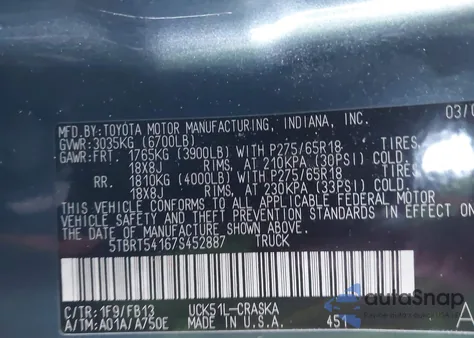 MFD.BY:TOYOTA MOTOR MANUFACTURING, INDIANA, INC. 03/0
GVWR: 3035KG (6700LB)
GAWR:FRT. 1765KG (3900LB) WITH P275/65R18 TIRES,
18X8J RIMS, AT 210KPA (30PSI) COLD.
RR. 1810KG (4000LB) WITH P275/65R18 TIRES,
18X8J RIMS, AT 230KPA (33PSI) COLD.
THIS VEHICLE CONFORMS TO ALL APPLICABLE FEDERAL MOTOR
VEHICLE SAFETY AND THEFT PREVENTION STANDARDS IN EFFECT ON
THE DATE OF MANUFACTURE SHOWN ABOVE.
5TBRT54167S452887 TRUCK
C/TR: 1F9/FB13 UCK51L-CRASKA
A/TM: A01A/A750E MADE IN U.S.A. 451 A
autoSnap